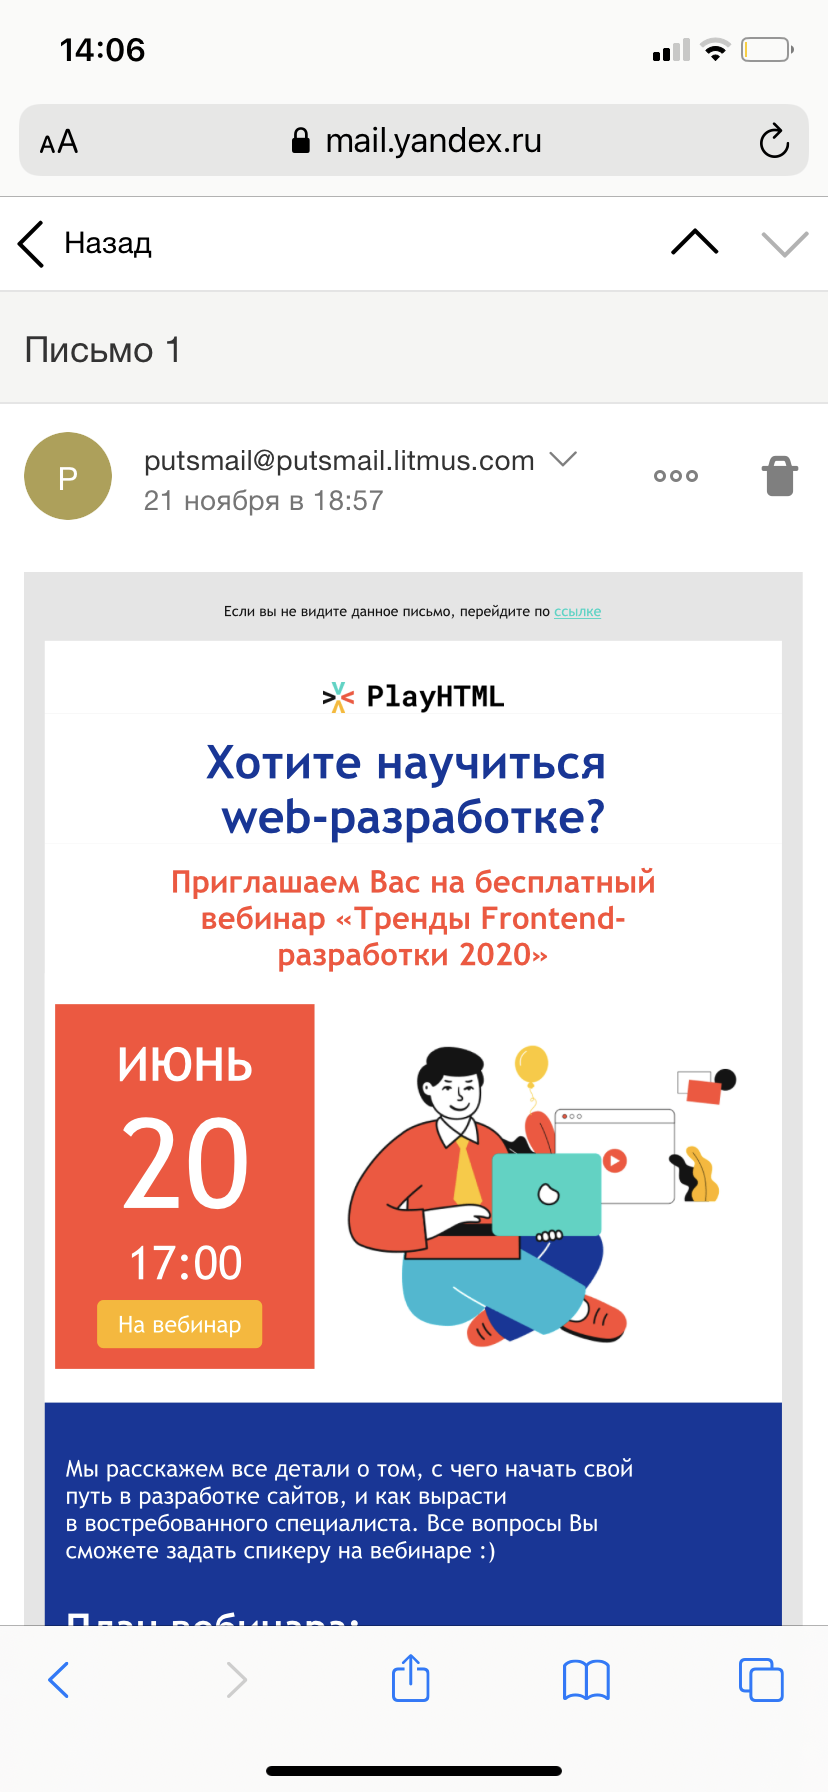 14:06
AA mail.yandex.ru
Назад
Письмо 1
P
putsmail@putsmail.litmus.com
21 ноября в 18:57
Если вы не видите данное письмо, перейдите по ссылке
PlayHTML
Хотите научиться
web-разработке?
Приглашаем Вас на бесплатный
вебинар «Тренды Frontend-
разработки 2020»
ИЮНЬ
20
17:00
На вебинар
Мы расскажем все детали о том, с чего начать свой
путь в разработке сайтов, и как вырасти
в востребованного специалиста. Все вопросы Вы
сможете задать спикеру на вебинаре :)
План вебинара: